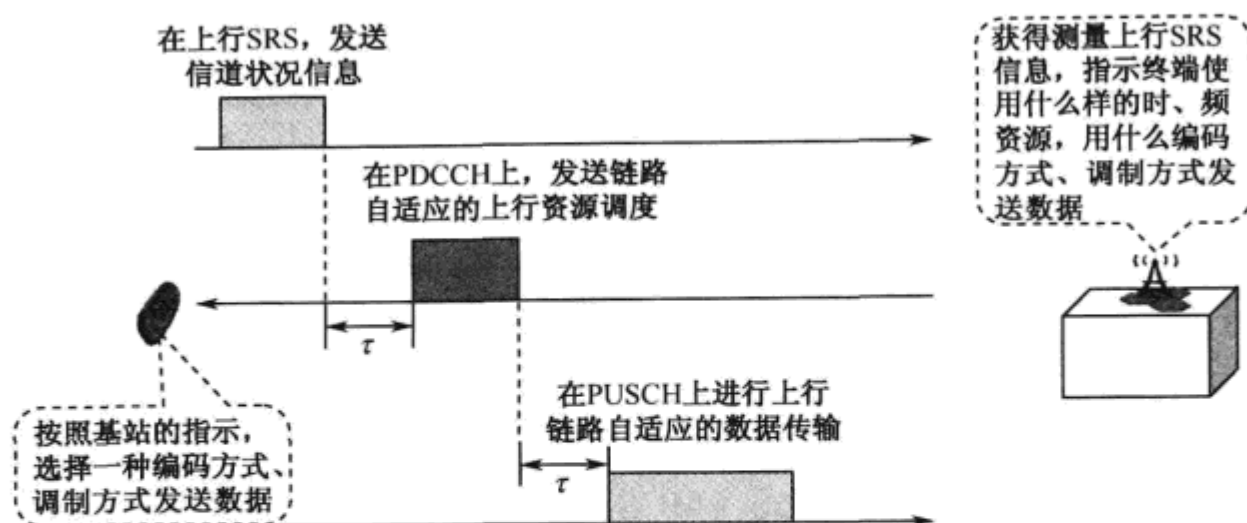 在上行SRS，发送
信道状况信息
获得测量上行SRS
信息，指示终端使
用什么样的时、频
资源，用什么编码
方式、调制方式发
送数据
在PDCCH上，发送链路
自适应的上行资源调度
τ
在PUSCH上进行上行
链路自适应的数据传输
τ
按照基站的指示，
选择一种编码方式、
调制方式发送数据